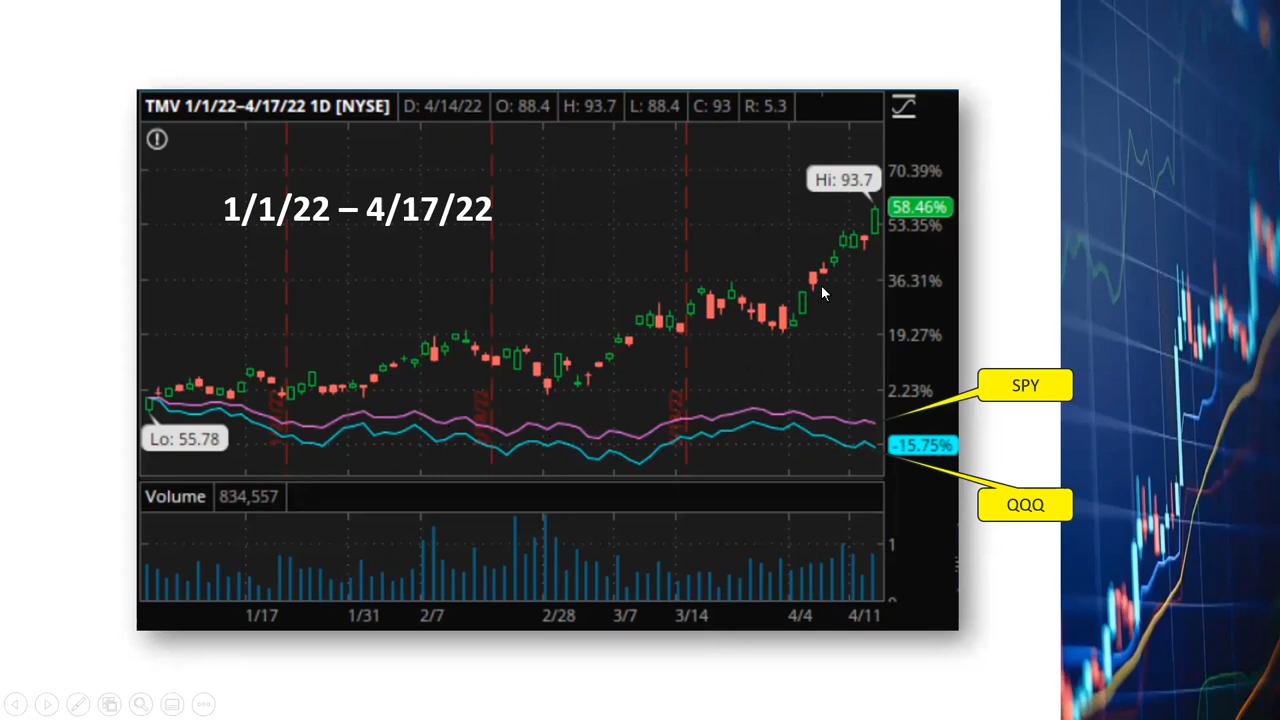 TMV 1/1/22–4/17/22 1D [NYSE] D: 4/14/22 O: 88.4 H: 93.7 L: 88.4 C: 93 R: 5.3
1/1/22 – 4/17/22
Hi: 93.7
70.39%
58.46%
53.35%
36.31%
19.27%
2.23%
SPY
Lo: 55.78
-15.75%
QQQ
Volume 834,557
1
0
1/17 1/31 2/7 2/28 3/7 3/14 4/4 4/11